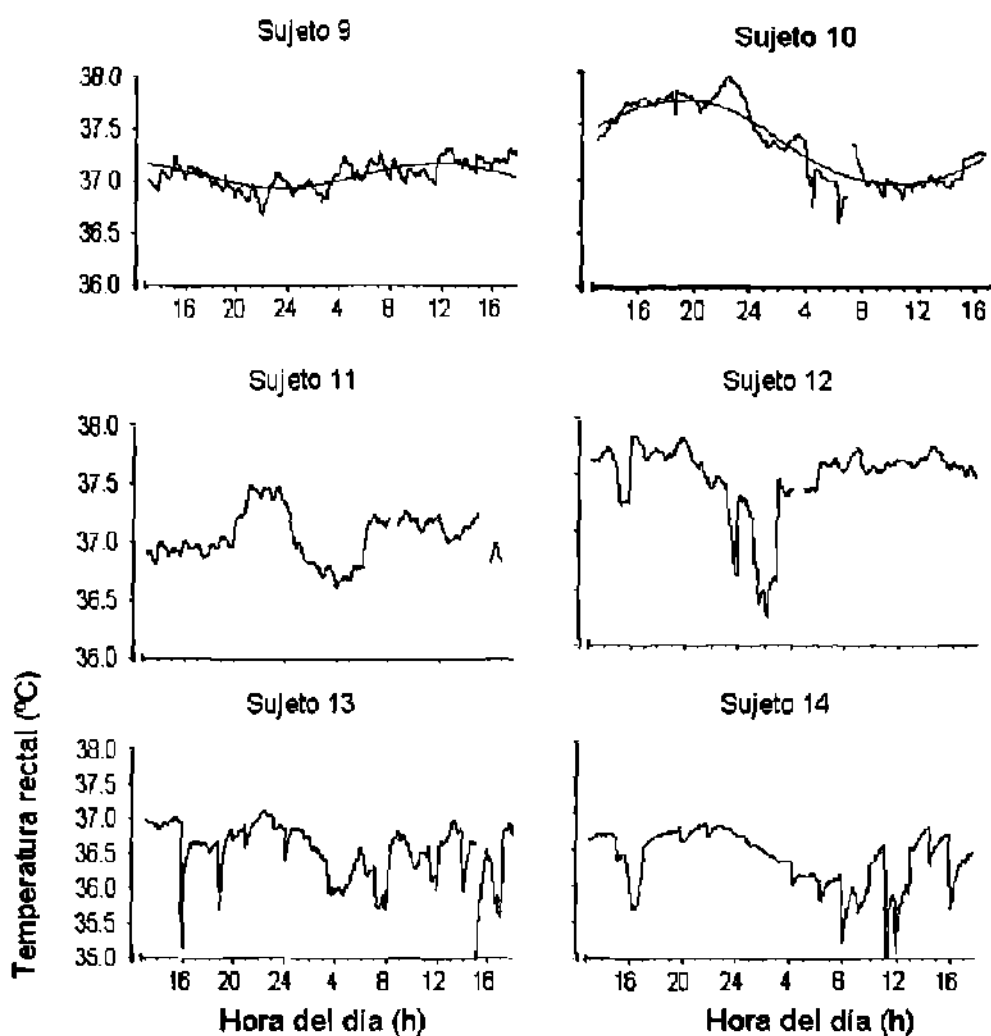 Sujeto 9
Sujeto 10
38.0
37.5
37.0
36.5
36.0
16 20 24 4 8 12 16
16 20 24 4 8 12 16
Sujeto 11
Sujeto 12
38.0
37.5
37.0
36.5
36.0
Sujeto 13
Sujeto 14
38.0
37.5
37.0
36.5
36.0
35.5
35.0
16 20 24 4 8 12 16
16 20 24 4 8 12 16
Temperatura rectal (ºC)
Hora del día (h)
Hora del día (h)